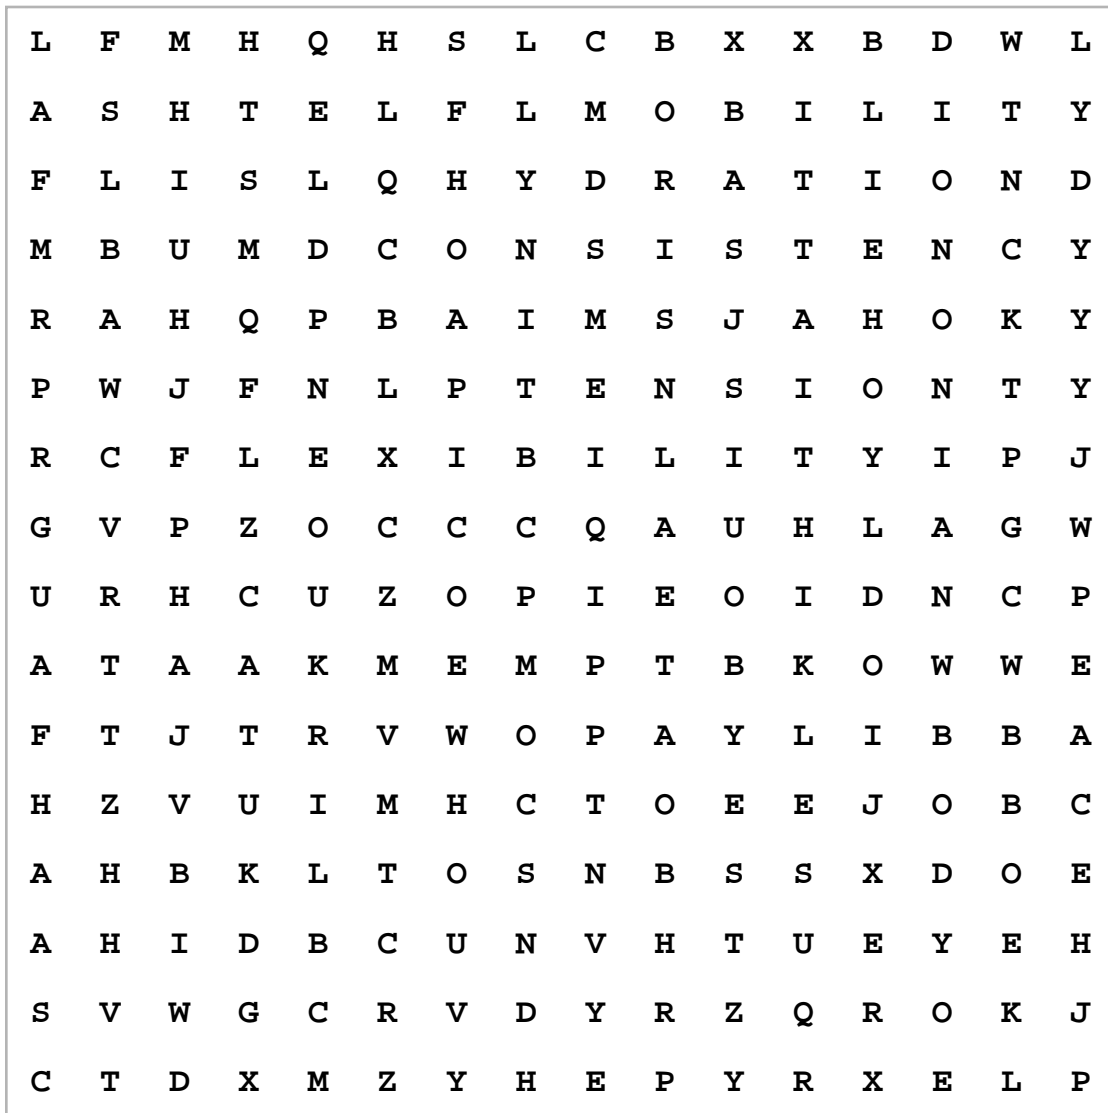 L F M H Q H S L C B X X B D W L
A S H T E L F L M O B I L I T Y
F L I S L Q H Y D R A T I O N D
M B U M D C O N S I S T E N C Y
R A H Q P B A I M S J A H O K Y
P W J F N L P T E N S I O N T Y
R C F L E X I B I L I T Y I P J
G V P Z O C C C Q A U H L A G W
U R H C U Z O P I E O I D N C P
A T A A K M E M P T B K O W W E
F T J T R V W O P A Y L I B B A
H Z V U I M H C T O E E J O B C
A H B K L T O S N B S S X D O E
A H I D B C U N V H T U E Y E H
S V W G C R V D Y R Z Q R O K J
C T D X M Z Y H E P Y R X E L P